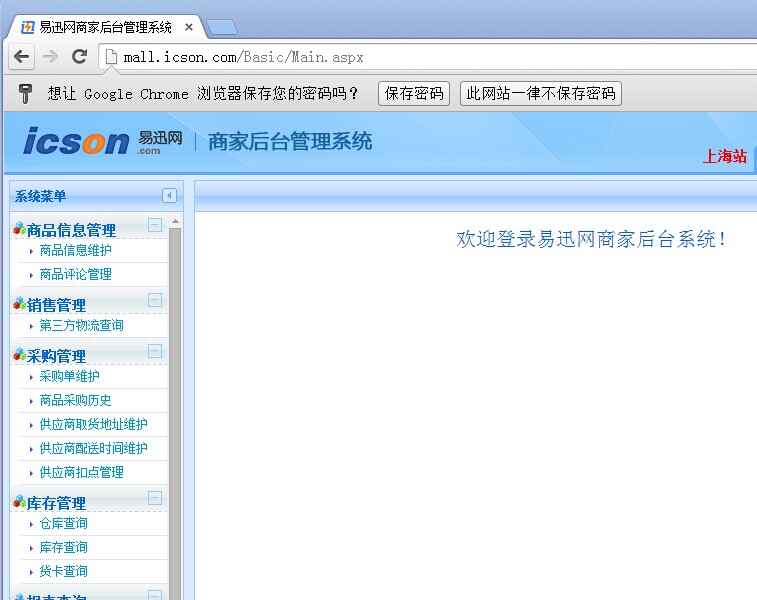 易迅网商家后台管理系统
mall.icson.com/Basic/Main.aspx
想让 Google Chrome 浏览器保存您的密码吗？ 保存密码 此网站一律不保存密码
icson 易迅网 .com 商家后台管理系统
上海站
系统菜单
欢迎登录易迅网商家后台系统！
商品信息管理
商品信息维护
商品评论管理
销售管理
第三方物流查询
采购管理
采购单维护
商品采购历史
供应商取货地址维护
供应商配送时间维护
供应商扣点管理
库存管理
仓库查询
库存查询
货卡查询
报表查询